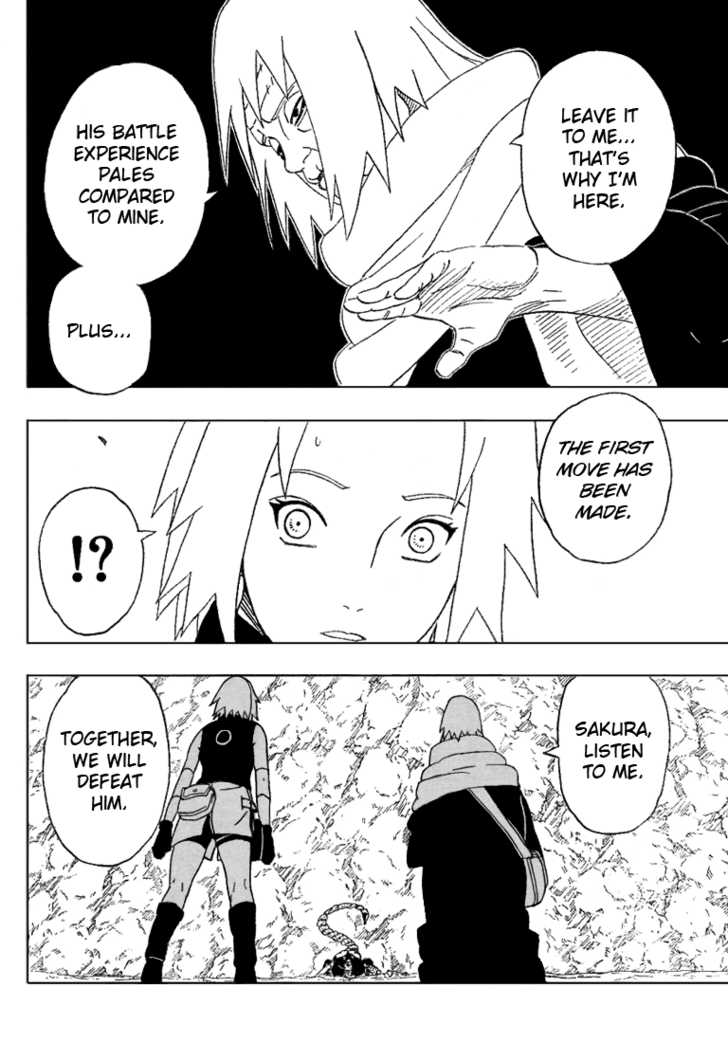 LEAVE IT
TO ME...
THAT'S
WHY I'M
HERE.
HIS BATTLE
EXPERIENCE
PALES
COMPARED
TO MINE.
PLUS...
THE FIRST
MOVE HAS
BEEN
MADE.
!?
SAKURA,
LISTEN
TO ME.
TOGETHER,
WE WILL
DEFEAT
HIM.